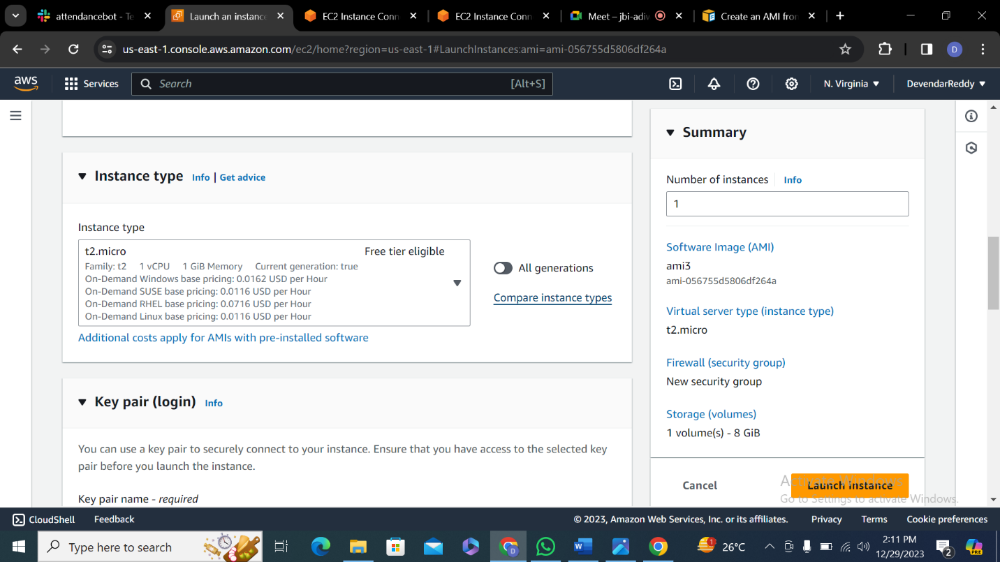 attendancebot - Te
Launch an instance
EC2 Instance Conn
EC2 Instance Conn
Meet – jbi-adiw
Create an AMI from
us-east-1.console.aws.amazon.com/ec2/home?region=us-east-1#LaunchInstances:ami=ami-056755d5806df264a
D
aws
Services
Search
[Alt+S]
N. Virginia
DevendarReddy
Instance type
Info | Get advice
Instance type
t2.micro
Free tier eligible
Family: t2 1 vCPU 1 GiB Memory Current generation: true
On-Demand Windows base pricing: 0.0162 USD per Hour
On-Demand SUSE base pricing: 0.0116 USD per Hour
On-Demand RHEL base pricing: 0.0716 USD per Hour
On-Demand Linux base pricing: 0.0116 USD per Hour
All generations
Compare instance types
Additional costs apply for AMIs with pre-installed software
Key pair (login)
Info
You can use a key pair to securely connect to your instance. Ensure that you have access to the selected key
pair before you launch the instance.
Key pair name - required
Summary
Number of instances
Info
1
Software Image (AMI)
ami3
ami-056755d5806df264a
Virtual server type (instance type)
t2.micro
Firewall (security group)
New security group
Storage (volumes)
1 volume(s) - 8 GiB
Cancel
Launch instance
Go to Settings to activate Windows.
CloudShell
Feedback
© 2023, Amazon Web Services, Inc. or its affiliates.
Privacy
Terms
Cookie preferences
Type here to search
D
1
26°C
2:11 PM
12/29/2023
2
PRE